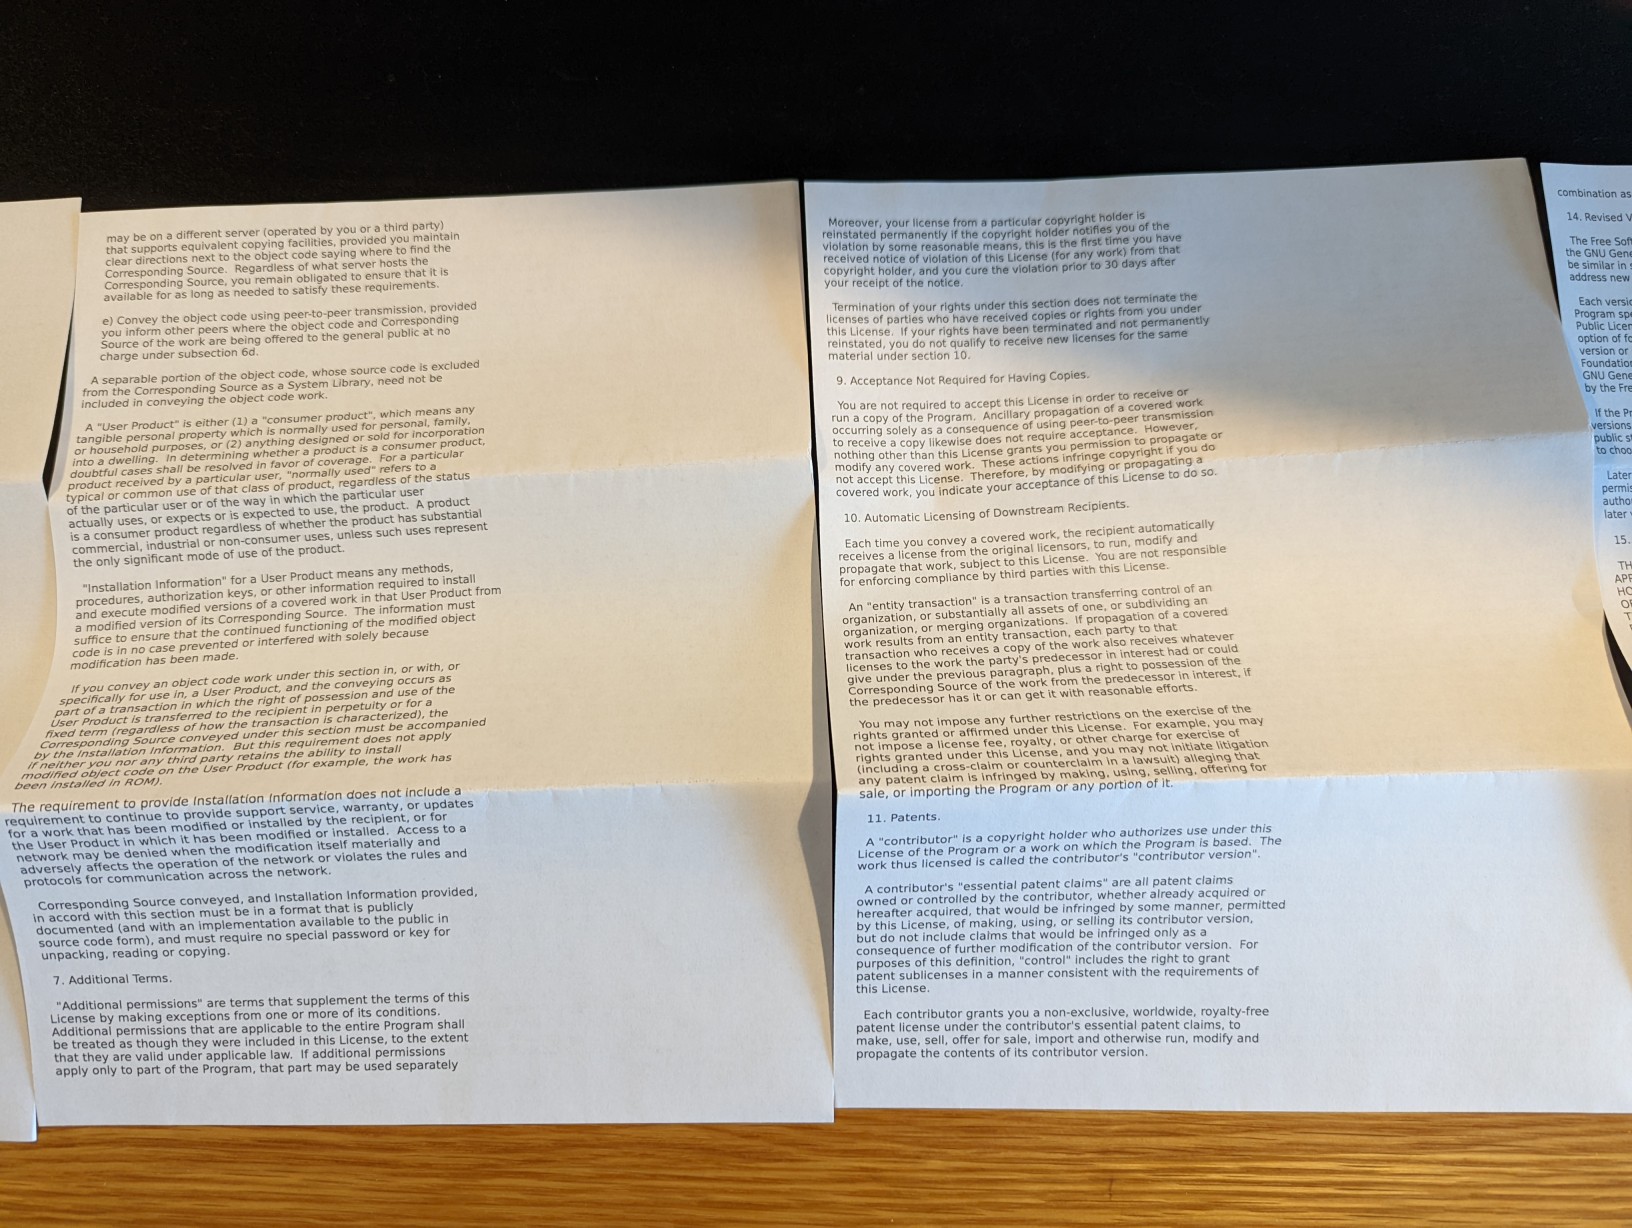 may be on a different server (operated by you or a third party)
that supports equivalent copying facilities, provided you maintain
clear directions next to the object code saying where to find the
Corresponding Source.  Regardless of what server hosts the
Corresponding Source, you remain obligated to ensure that it is
available for as long as needed to satisfy these requirements.
e) Convey the object code using peer-to-peer transmission, provided
you inform other peers where the object code and Corresponding
Source of the work are being offered to the general public at no
charge under subsection 6d.
A separable portion of the object code, whose source code is excluded
from the Corresponding Source as a System Library, need not be
included in conveying the object code work.
A "User Product" is either (1) a "consumer product", which means any
tangible personal property which is normally used for personal, family,
or household purposes, or (2) anything designed or sold for incorporation
into a dwelling.  In determining whether a product is a consumer product,
doubtful cases shall be resolved in favor of coverage.  For a particular
product received by a particular user, "normally used" refers to a
typical or common use of that class of product, regardless of the status
of the particular user or of the way in which the particular user
actually uses, or expects or is expected to use, the product.  A product
is a consumer product regardless of whether the product has substantial
commercial, industrial or non-consumer uses, unless such uses represent
the only significant mode of use of the product.
"Installation Information" for a User Product means any methods,
procedures, authorization keys, or other information required to install
and execute modified versions of a covered work in that User Product from
a modified version of its Corresponding Source.  The information must
suffice to ensure that the continued functioning of the modified object
code is in no case prevented or interfered with solely because
modification has been made.
If you convey an object code work under this section in, or with, or
specifically for use in, a User Product, and the conveying occurs as
part of a transaction in which the right of possession and use of the
User Product is transferred to the recipient in perpetuity or for a
fixed term (regardless of how the transaction is characterized), the
Corresponding Source conveyed under this section must be accompanied
by the Installation Information.  But this requirement does not apply
if neither you nor any third party retains the ability to install
modified object code on the User Product (for example, the work has
been installed in ROM).
The requirement to provide Installation Information does not include a
requirement to continue to provide support service, warranty, or updates
for a work that has been modified or installed by the recipient, or for
the User Product in which it has been modified or installed.  Access to a
network may be denied when the modification itself materially and
adversely affects the operation of the network or violates the rules and
protocols for communication across the network.
Corresponding Source conveyed, and Installation Information provided,
in accord with this section must be in a format that is publicly
documented (and with an implementation available to the public in
source code form), and must require no special password or key for
unpacking, reading or copying.
7. Additional Terms.
"Additional permissions" are terms that supplement the terms of this
License by making exceptions from one or more of its conditions.
Additional permissions that are applicable to the entire Program shall
be treated as though they were included in this License, to the extent
that they are valid under applicable law.  If additional permissions
apply only to part of the Program, that part may be used separately
Moreover, your license from a particular copyright holder is
reinstated permanently if the copyright holder notifies you of the
violation by some reasonable means, this is the first time you have
received notice of violation of this License (for any work) from that
copyright holder, and you cure the violation prior to 30 days after
your receipt of the notice.
Termination of your rights under this section does not terminate the
licenses of parties who have received copies or rights from you under
this License.  If your rights have been terminated and not permanently
reinstated, you do not qualify to receive new licenses for the same
material under section 10.
9. Acceptance Not Required for Having Copies.
You are not required to accept this License in order to receive or
run a copy of the Program.  Ancillary propagation of a covered work
occurring solely as a consequence of using peer-to-peer transmission
to receive a copy likewise does not require acceptance.  However,
nothing other than this License grants you permission to propagate or
modify any covered work.  These actions infringe copyright if you do
not accept this License.  Therefore, by modifying or propagating a
covered work, you indicate your acceptance of this License to do so.
10. Automatic Licensing of Downstream Recipients.
Each time you convey a covered work, the recipient automatically
receives a license from the original licensors, to run, modify and
propagate that work, subject to this License.  You are not responsible
for enforcing compliance by third parties with this License.
An "entity transaction" is a transaction transferring control of an
organization, or substantially all assets of one, or subdividing an
organization, or merging organizations.  If propagation of a covered
work results from an entity transaction, each party to that
transaction who receives a copy of the work also receives whatever
licenses to the work the party's predecessor in interest had or could
give under the previous paragraph, plus a right to possession of the
Corresponding Source of the work from the predecessor in interest, if
the predecessor has it or can get it with reasonable efforts.
You may not impose any further restrictions on the exercise of the
rights granted or affirmed under this License.  For example, you may
not impose a license fee, royalty, or other charge for exercise of
rights granted under this License, and you may not initiate litigation
(including a cross-claim or counterclaim in a lawsuit) alleging that
any patent claim is infringed by making, using, selling, offering for
sale, or importing the Program or any portion of it.
11. Patents.
A "contributor" is a copyright holder who authorizes use under this
License of the Program or a work on which the Program is based.  The
work thus licensed is called the contributor's "contributor version".
A contributor's "essential patent claims" are all patent claims
owned or controlled by the contributor, whether already acquired or
hereafter acquired, that would be infringed by some manner, permitted
by this License, of making, using, or selling its contributor version,
but do not include claims that would be infringed only as a
consequence of further modification of the contributor version.  For
purposes of this definition, "control" includes the right to grant
patent sublicenses in a manner consistent with the requirements of
this License.
Each contributor grants you a non-exclusive, worldwide, royalty-free
patent license under the contributor's essential patent claims, to
make, use, sell, offer for sale, import and otherwise run, modify and
propagate the contents of its contributor version.
combination as
14. Revised V
The Free Soft
the GNU Gene
be similar in s
address new
Each versio
Program spe
Public Licen
option of fo
version or
Foundation
GNU Gene
by the Fre
If the Pr
versions
public st
to choo
Later
permis
autho
later
15.
TH
APP
HO
OF
T